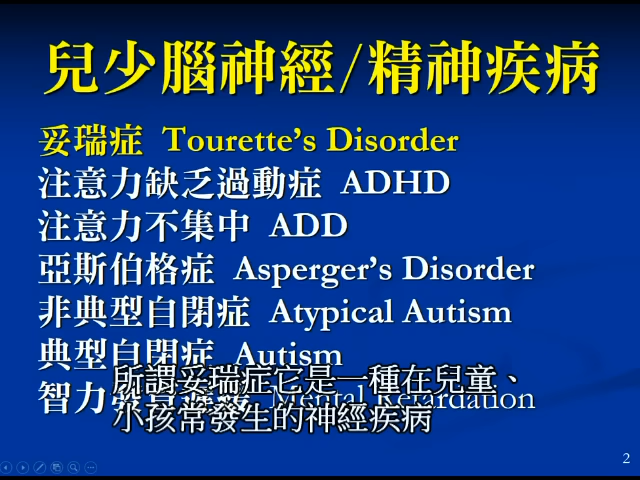 兒少腦神經/精神疾病
妥瑞症 Tourette's Disorder
注意力缺乏過動症 ADHD
注意力不集中 ADD
亞斯伯格症 Asperger's Disorder
非典型自閉症 Atypical Autism
典型自閉症 Autism
智力 Mental Retardation
所謂妥瑞症它是一種在兒童、
小孩常發生的神經疾病
2